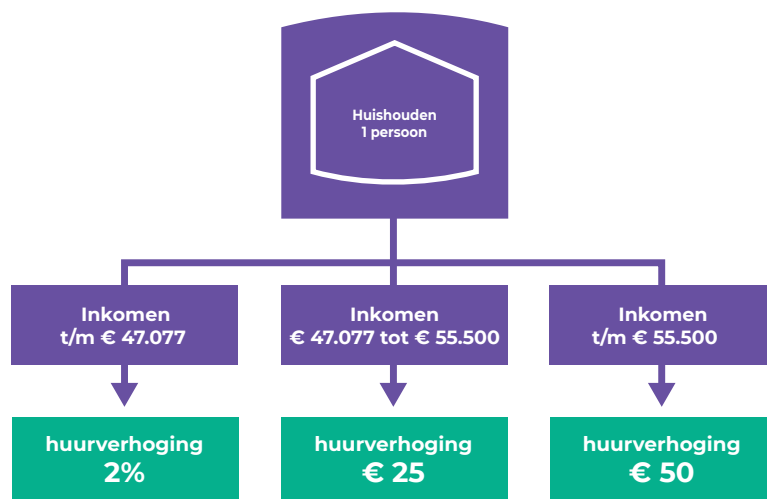 Huishouden
1 persoon
Inkomen
t/m € 47.077
Inkomen
€ 47.077 tot € 55.500
Inkomen
t/m € 55.500
huurverhoging
2%
huurverhoging
€ 25
huurverhoging
€ 50